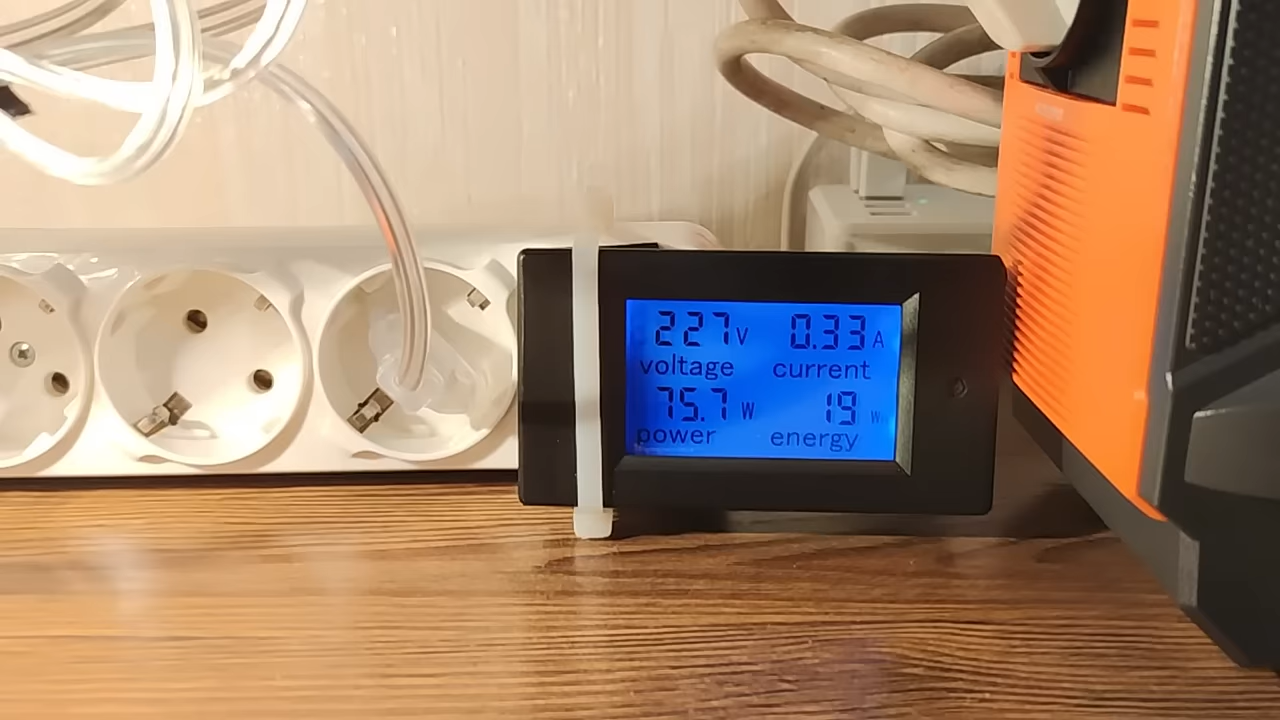 227V 0.33A
voltage current
75.7W 19W
power energy